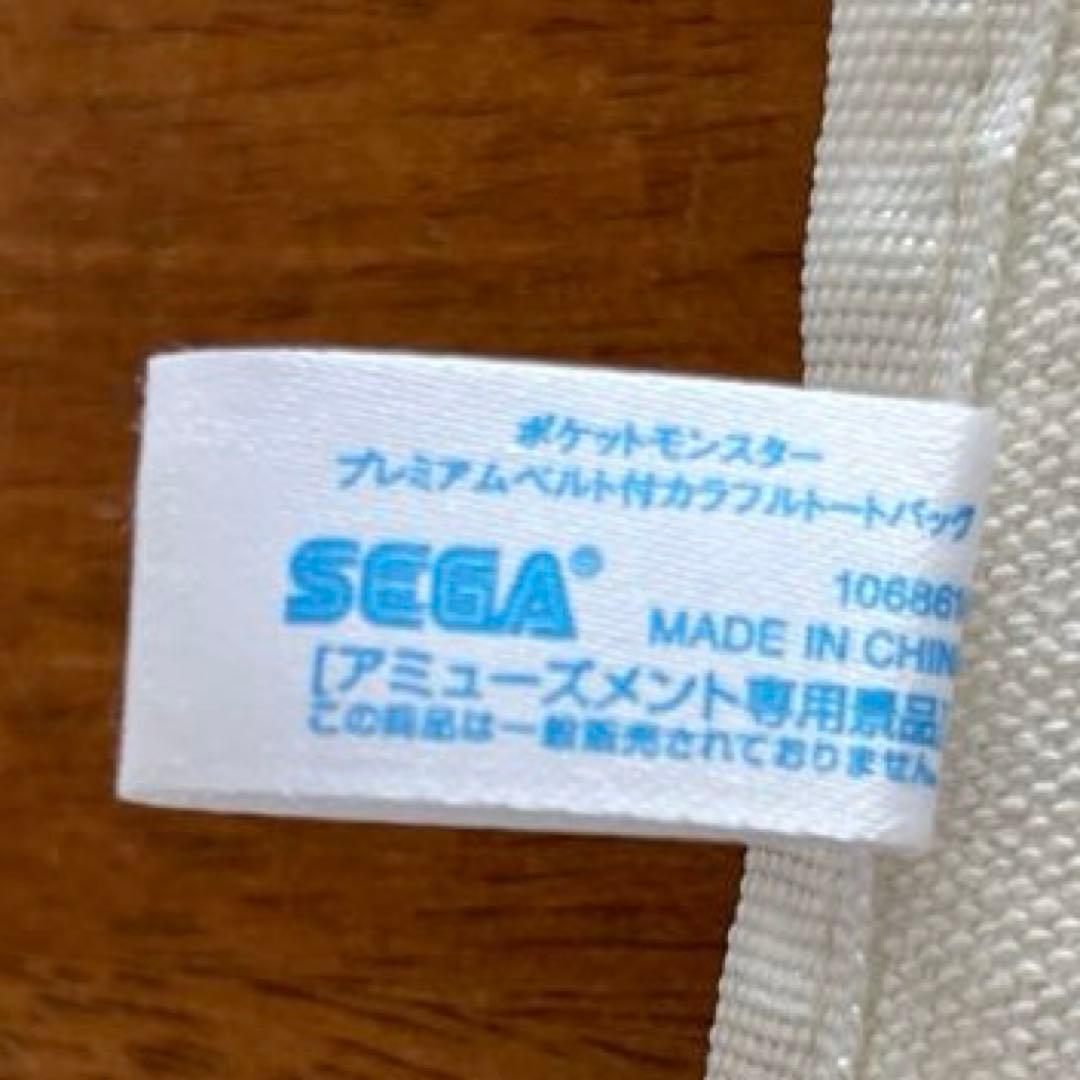 ポケットモンスター
プレミアムベルト付カラフルトートバッグ
SEGA®
106861
MADE IN CHIN
[アミューズメント専用景品]
この景品は一般販売されておりません。